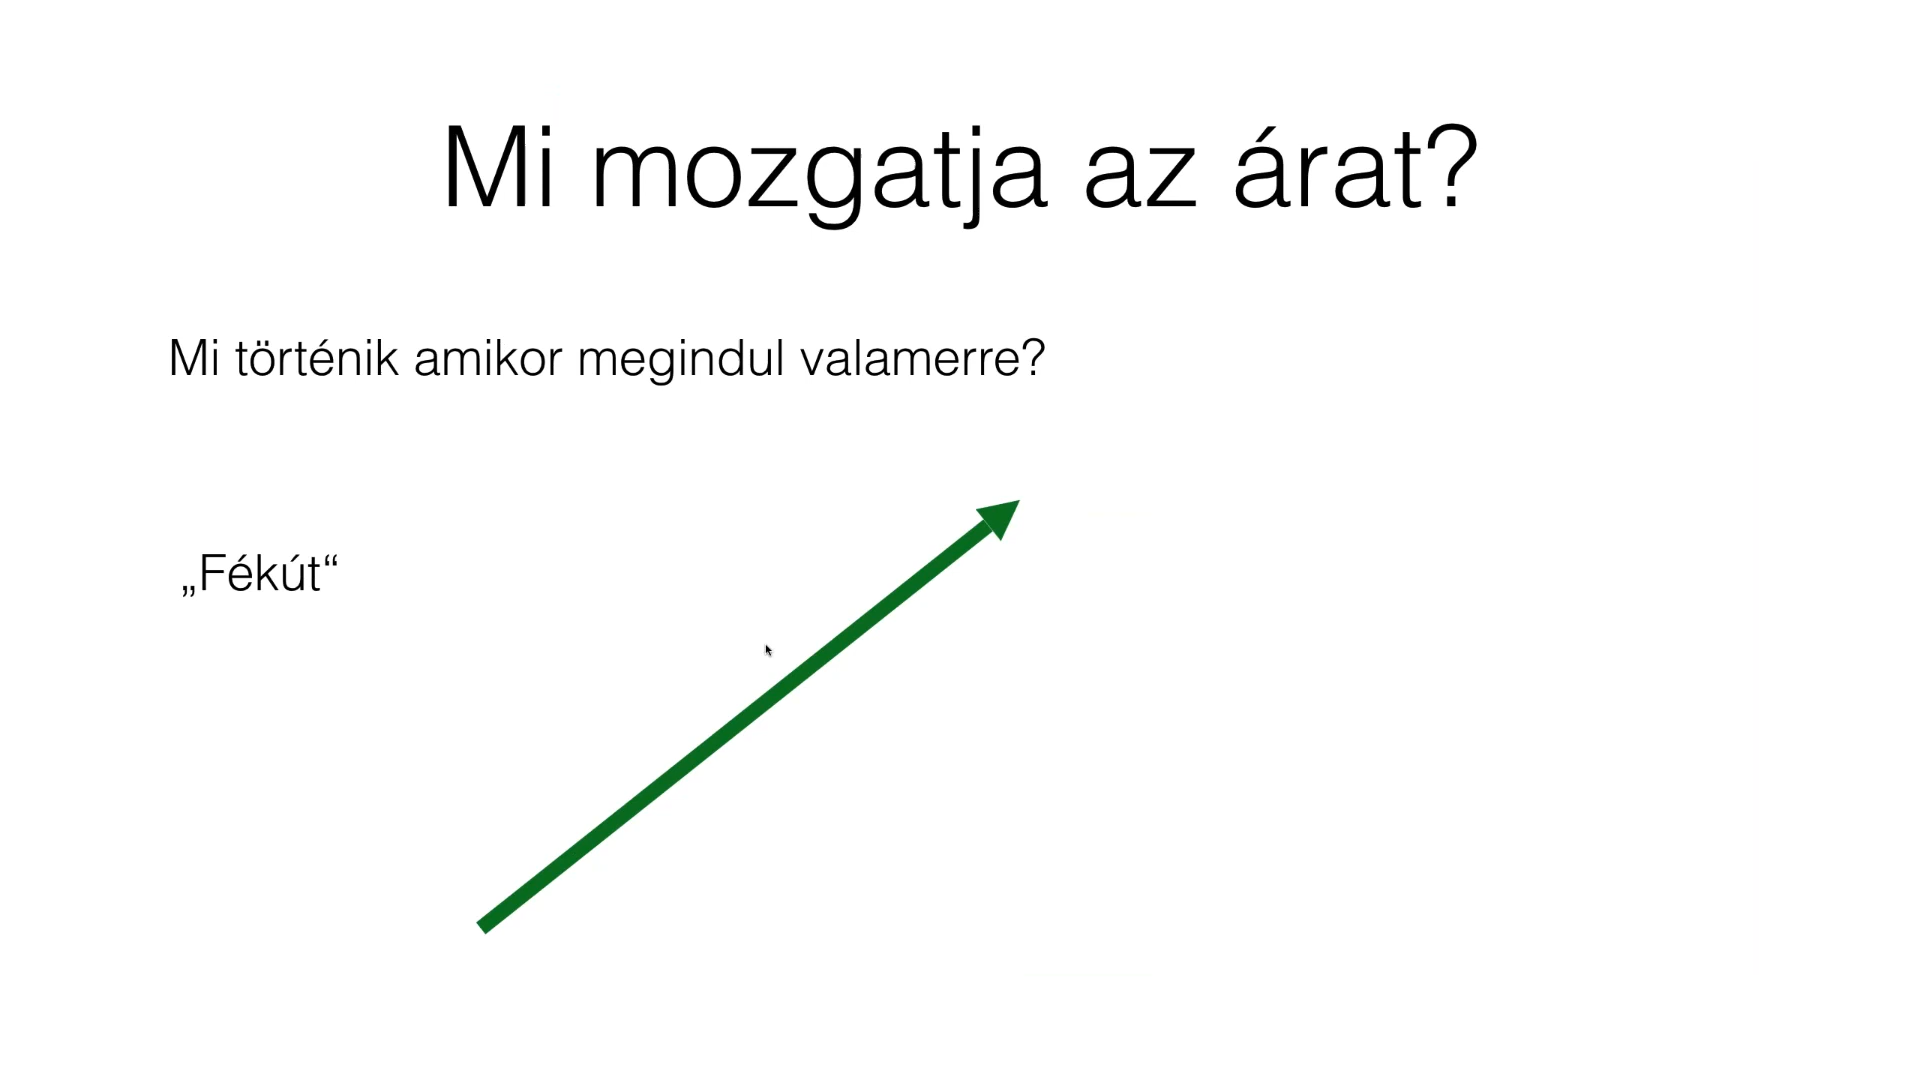 Mi mozgatja az árat?
Mi történik amikor megindul valamerre?
„Fékút“